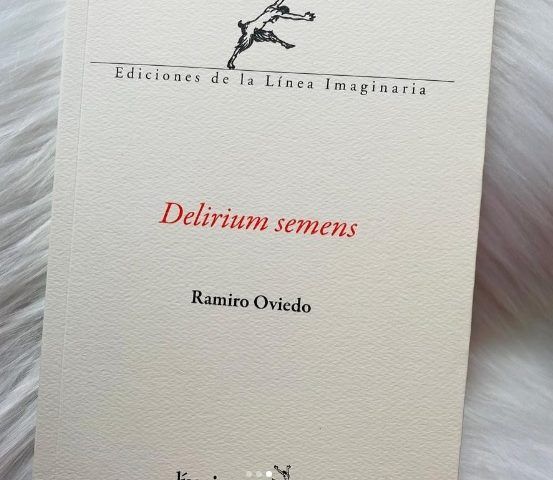 Ediciones de la Línea Imaginaria
Delirium semens
Ramiro Oviedo